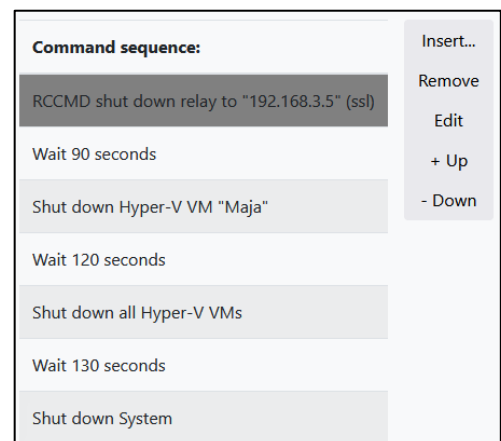 Command sequence:
RCCMD shut down relay to "192.168.3.5" (ssl)
Wait 90 seconds
Shut down Hyper-V VM "Maja"
Wait 120 seconds
Shut down all Hyper-V VMs
Wait 130 seconds
Shut down System
Insert...
Remove
Edit
+ Up
- Down